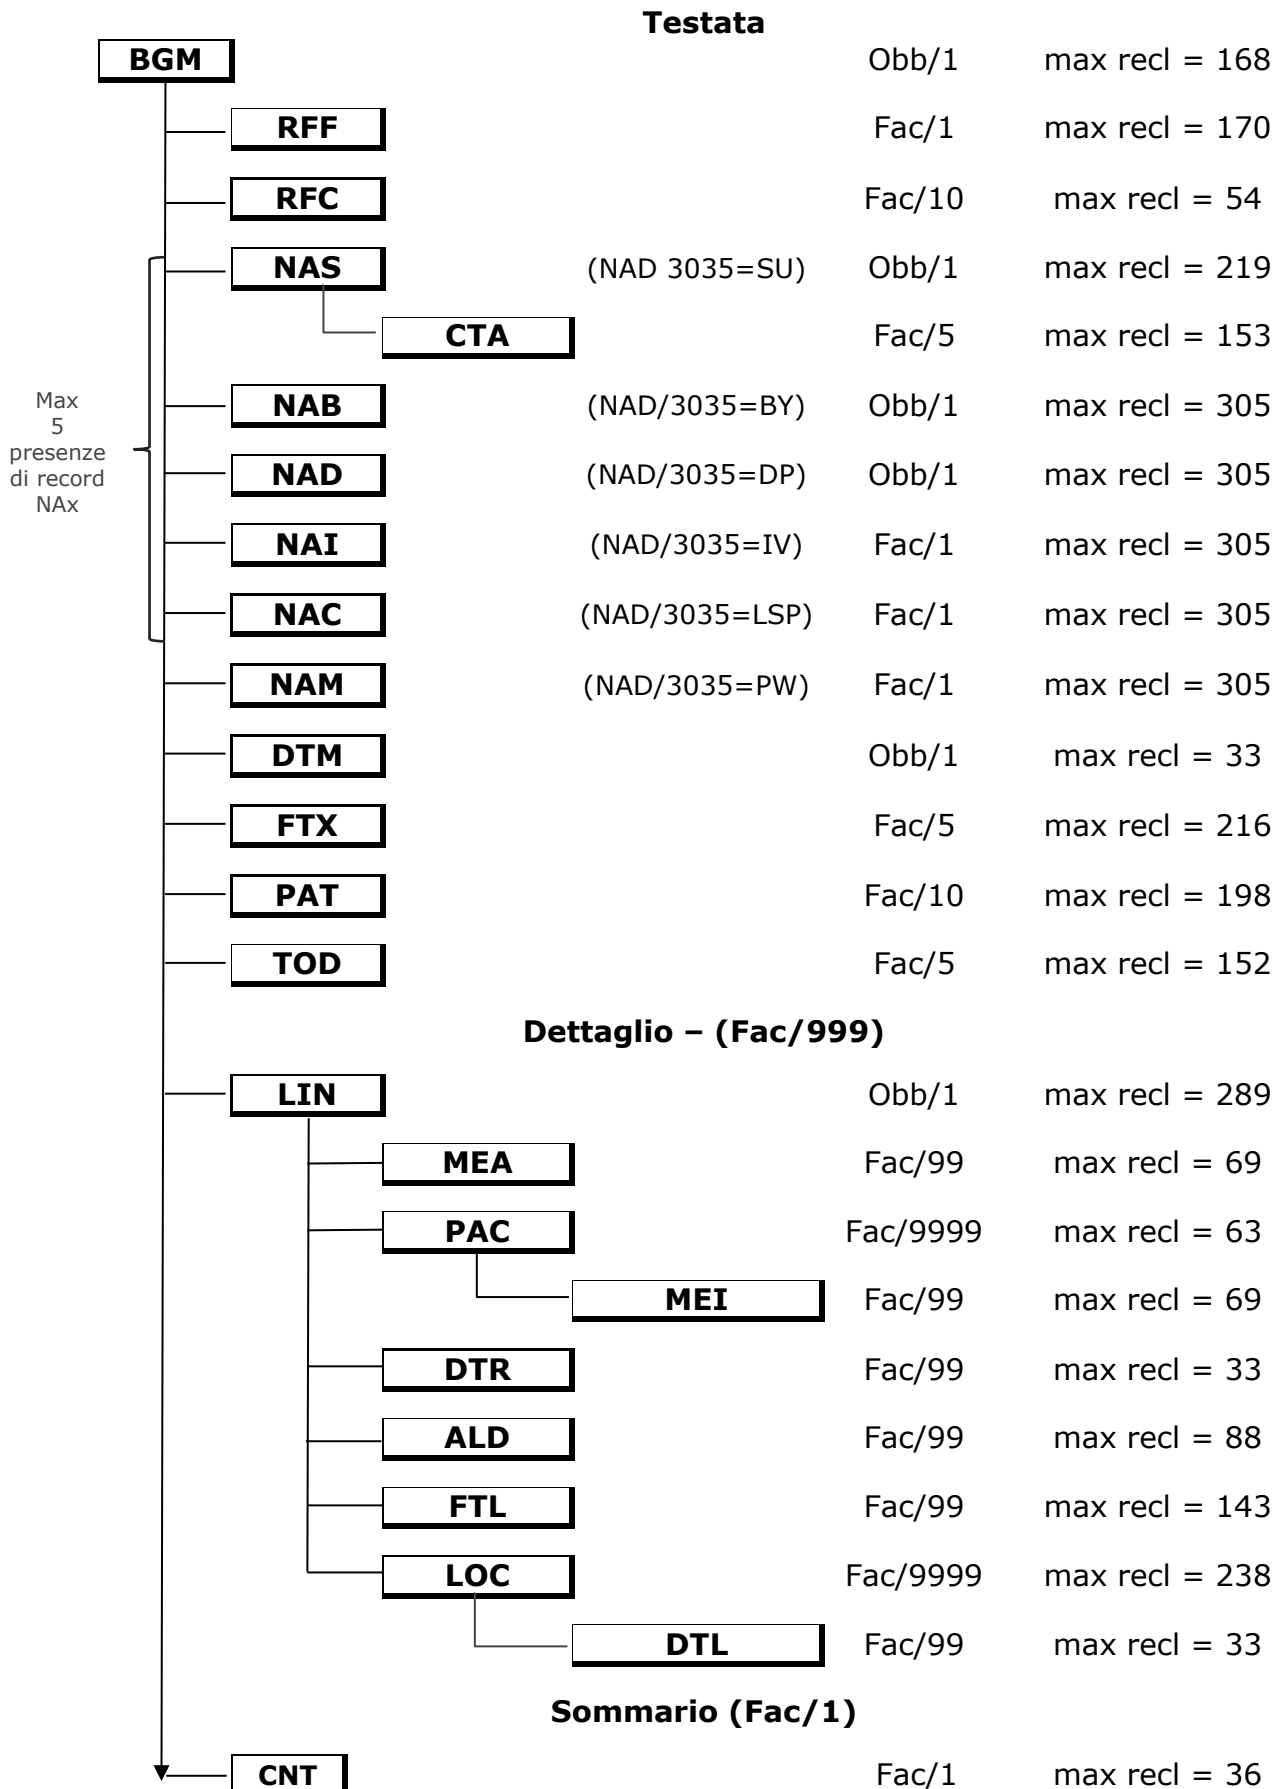 Testata
BGM Obb/1 max recl = 168
RFF Fac/1 max recl = 170
RFC Fac/10 max recl = 54
NAS (NAD 3035=SU) Obb/1 max recl = 219
CTA Fac/5 max recl = 153
Max
5
presenze
di record
NAx
NAB (NAD/3035=BY) Obb/1 max recl = 305
NAD (NAD/3035=DP) Obb/1 max recl = 305
NAI (NAD/3035=IV) Fac/1 max recl = 305
NAC (NAD/3035=LSP) Fac/1 max recl = 305
NAM (NAD/3035=PW) Fac/1 max recl = 305
DTM Obb/1 max recl = 33
FTX Fac/5 max recl = 216
PAT Fac/10 max recl = 198
TOD Fac/5 max recl = 152
Dettaglio – (Fac/999)
LIN Obb/1 max recl = 289
MEA Fac/99 max recl = 69
PAC Fac/9999 max recl = 63
MEI Fac/99 max recl = 69
DTR Fac/99 max recl = 33
ALD Fac/99 max recl = 88
FTL Fac/99 max recl = 143
LOC Fac/9999 max recl = 238
DTL Fac/99 max recl = 33
Sommario (Fac/1)
CNT Fac/1 max recl = 36